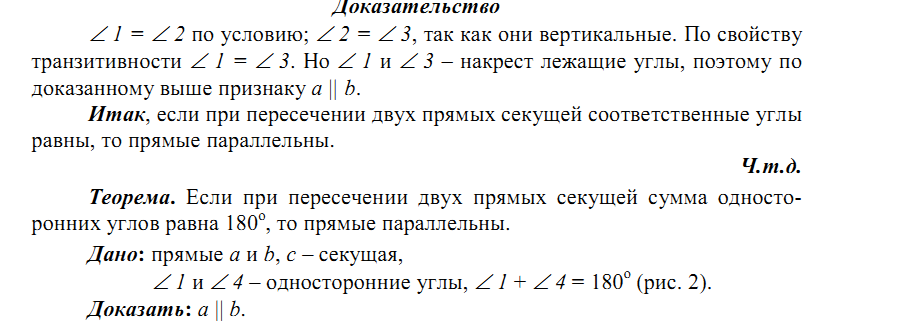 Доказательство
∠ 1 = ∠ 2 по условию; ∠ 2 = ∠ 3, так как они вертикальные. По свойству
транзитивности ∠ 1 = ∠ 3. Но ∠ 1 и ∠ 3 – накрест лежащие углы, поэтому по
доказанному выше признаку a || b.
Итак, если при пересечении двух прямых секущей соответственные углы
равны, то прямые параллельны.
Ч.т.д.
Теорема. Если при пересечении двух прямых секущей сумма односто-
ронних углов равна 180°, то прямые параллельны.
Дано: прямые a и b, c – секущая,
∠ 1 и ∠ 4 – односторонние углы, ∠ 1 + ∠ 4 = 180° (рис. 2).
Доказать: a || b.